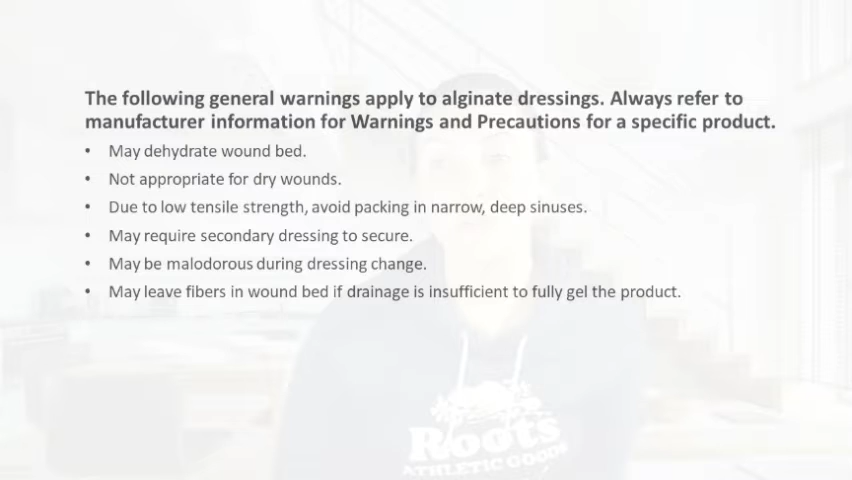 The following general warnings apply to alginate dressings. Always refer to
manufacturer information for Warnings and Precautions for a specific product.
• May dehydrate wound bed.
• Not appropriate for dry wounds.
• Due to low tensile strength, avoid packing in narrow, deep sinuses.
• May require secondary dressing to secure.
• May be malodorous during dressing change.
• May leave fibers in wound bed if drainage is insufficient to fully gel the product.
Roots
ATHLETIC GOODS